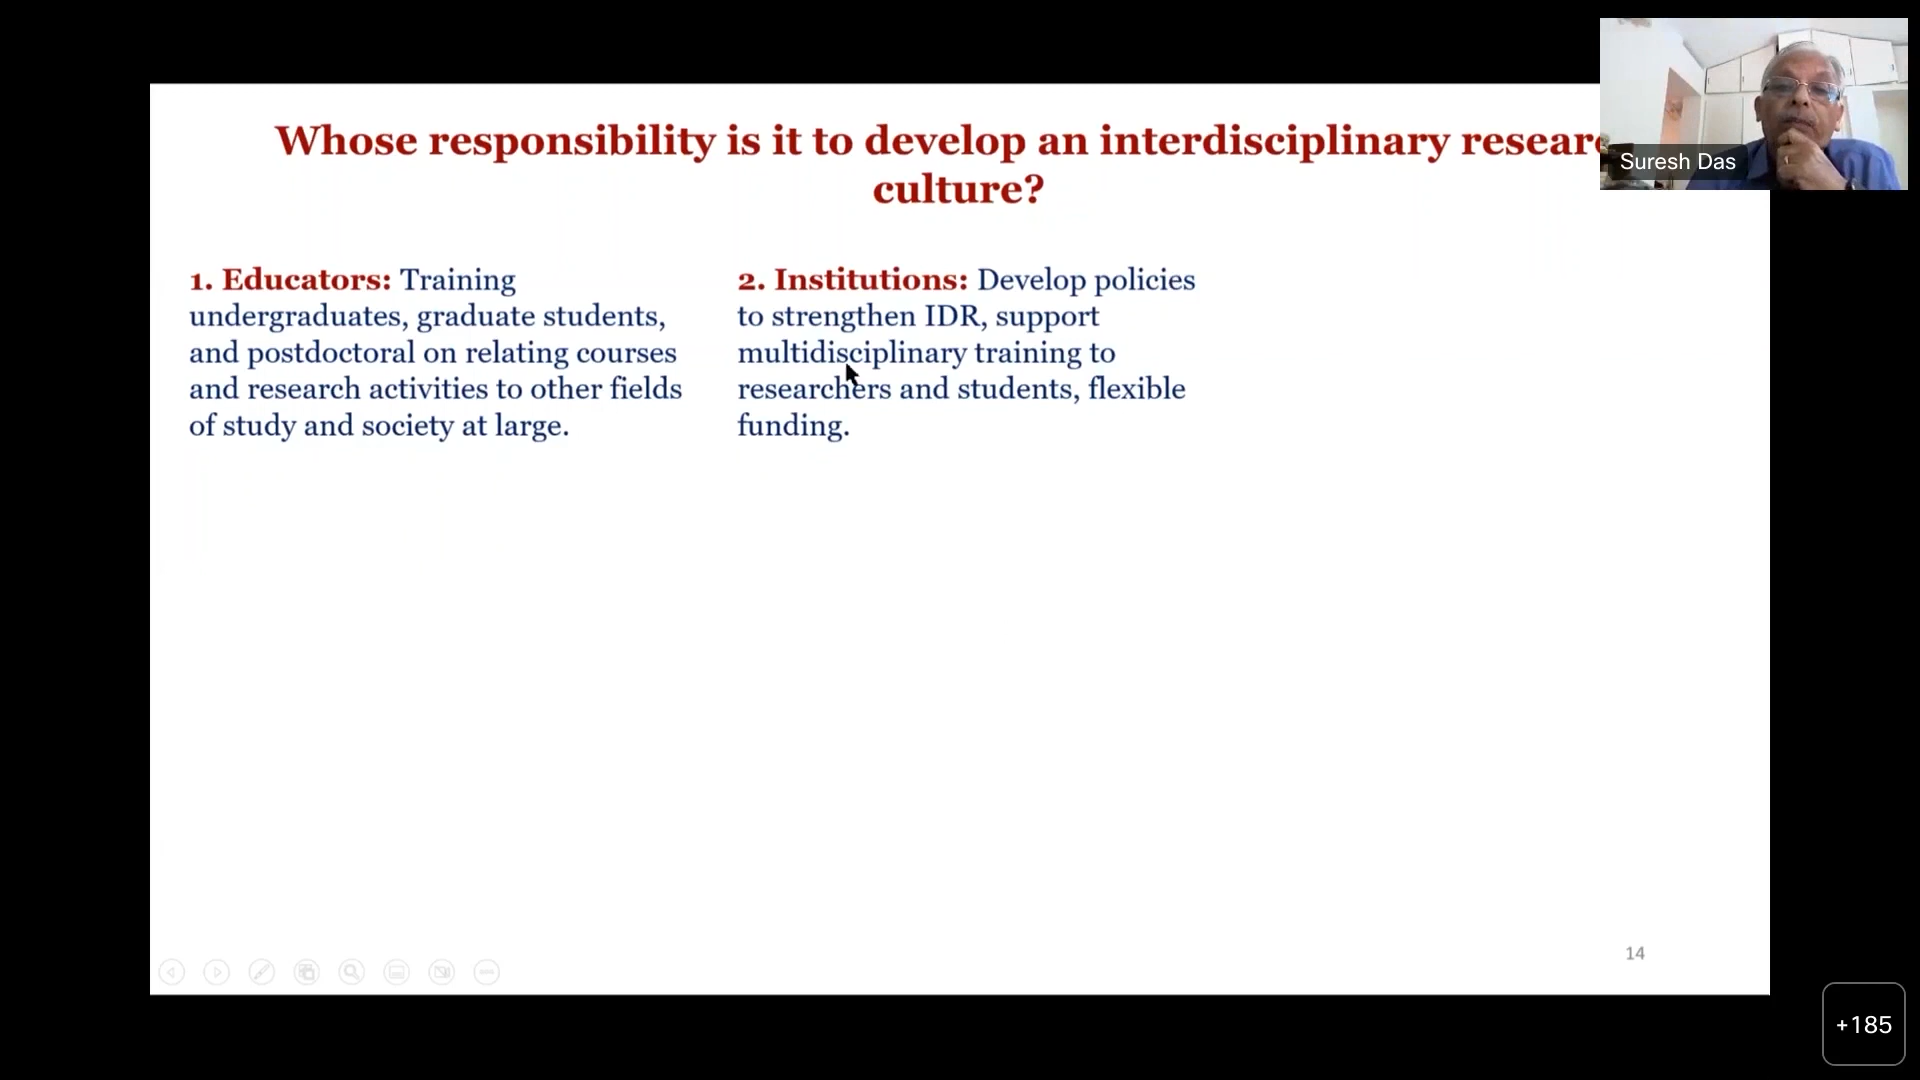 Whose responsibility is it to develop an interdisciplinary
culture?
1. Educators: Training
undergraduates, graduate students,
and postdoctoral on relating courses
and research activities to other fields
of study and society at large.
2. Institutions: Develop policies
to strengthen IDR, support
multidisciplinary training to
researchers and students, flexible
funding.
Suresh Das
14
+185